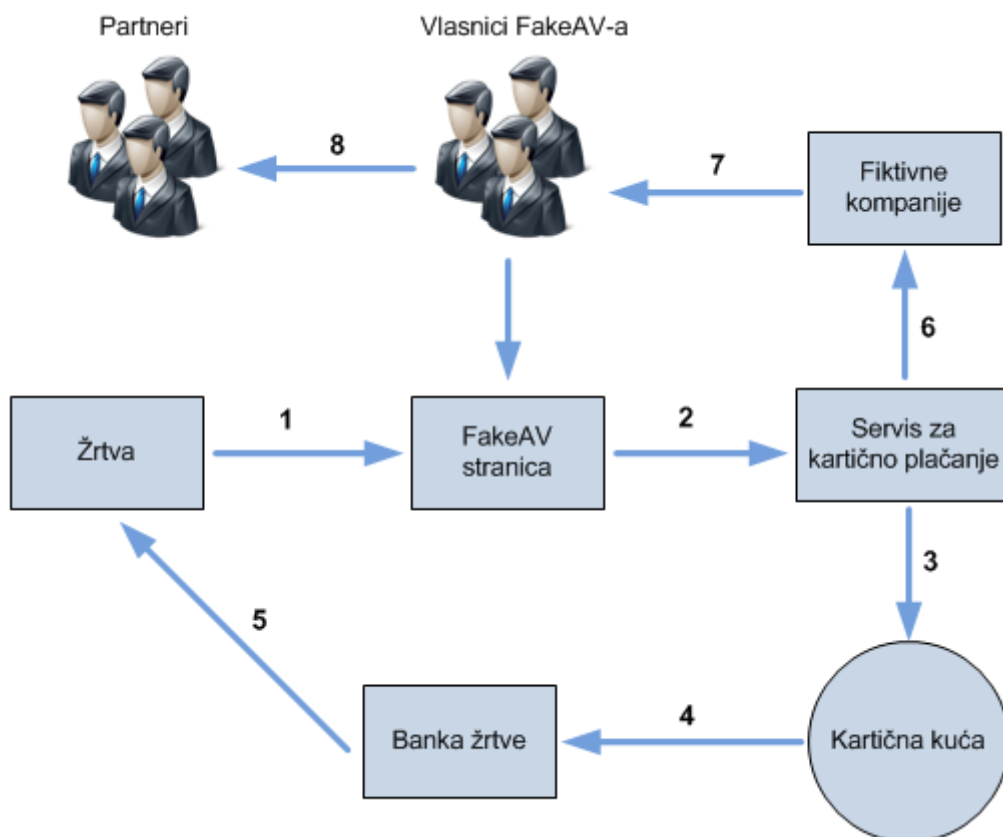 Partneri
Vlasnici FakeAV-a
8
7
Fiktivne
kompanije
6
Žrtva
1
FakeAV
stranica
2
Servis za
kartično plačanje
3
5
Banka žrtve
4
Kartična kuća